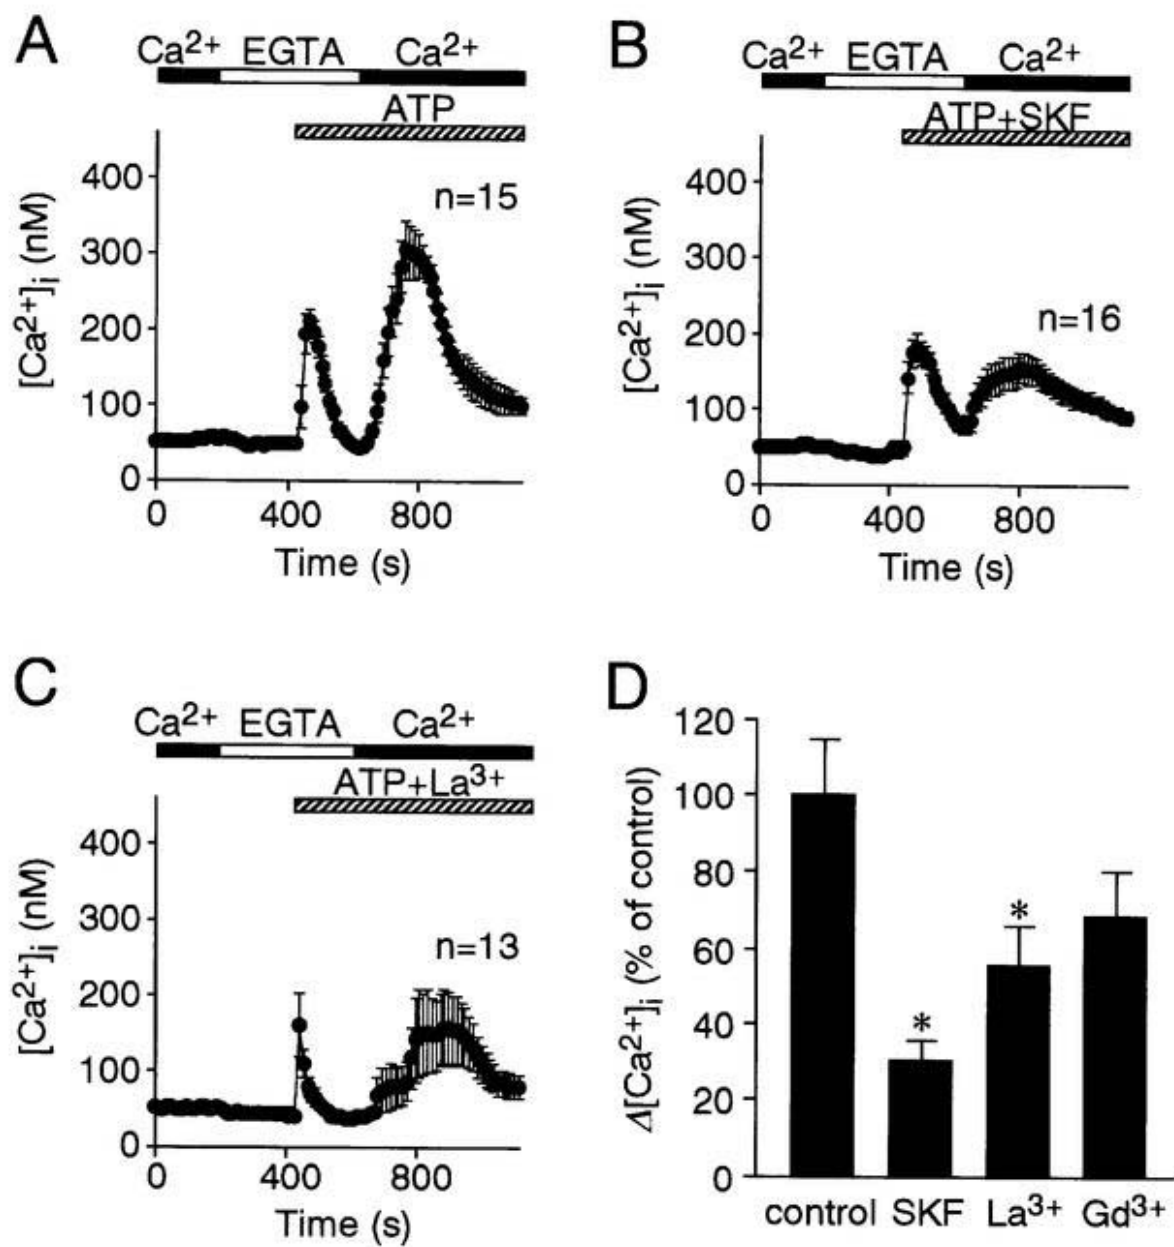 A
Ca²⁺ EGTA Ca²⁺
ATP
400
300
200
100
0
[Ca²⁺]i (nM)
n=15
0 400 800
Time (s)
B
Ca²⁺ EGTA Ca²⁺
ATP+SKF
400
300
200
100
0
[Ca²⁺]i (nM)
n=16
0 400 800
Time (s)
C
Ca²⁺ EGTA Ca²⁺
ATP+La³⁺
400
300
200
100
0
[Ca²⁺]i (nM)
n=13
0 400 800
Time (s)
D
120
100
80
60
40
20
0
Δ[Ca²⁺]i (% of control)
*
*
control SKF La³⁺ Gd³⁺